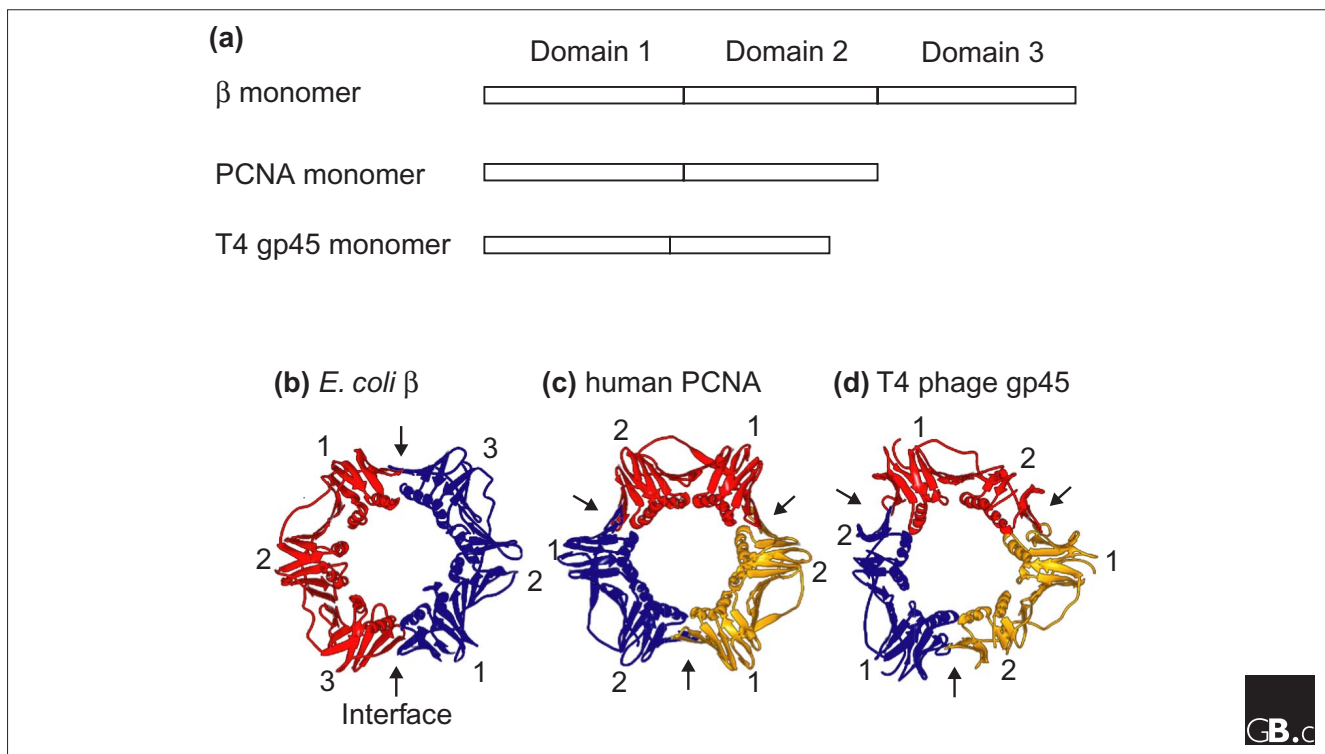 (a)
Domain 1 Domain 2 Domain 3
β monomer
PCNA monomer
T4 gp45 monomer
(b) E. coli β
(c) human PCNA
(d) T4 phage gp45
1 3 2 2 3 1
Interface
2 1 1 2 2 1
1 2 2 1 1 2
GB.c